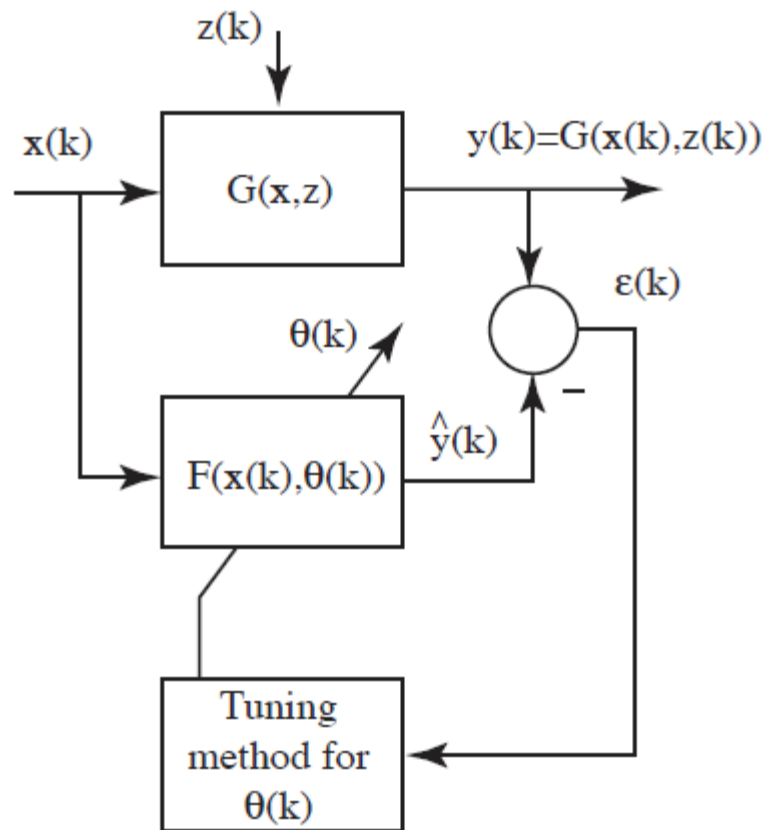 z(k)
x(k)
y(k)=G(x(k),z(k))
G(x,z)
ε(k)
θ(k)
ŷ(k)
F(x(k),θ(k))
–
Tuning
method for
θ(k)